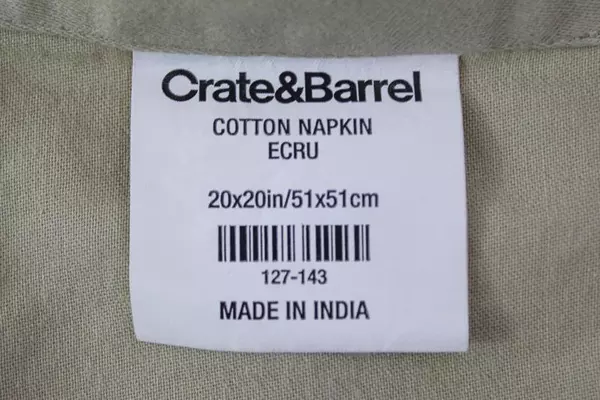 Crate&Barrel
COTTON NAPKIN
ECRU
20x20in/51x51cm
127-143
MADE IN INDIA